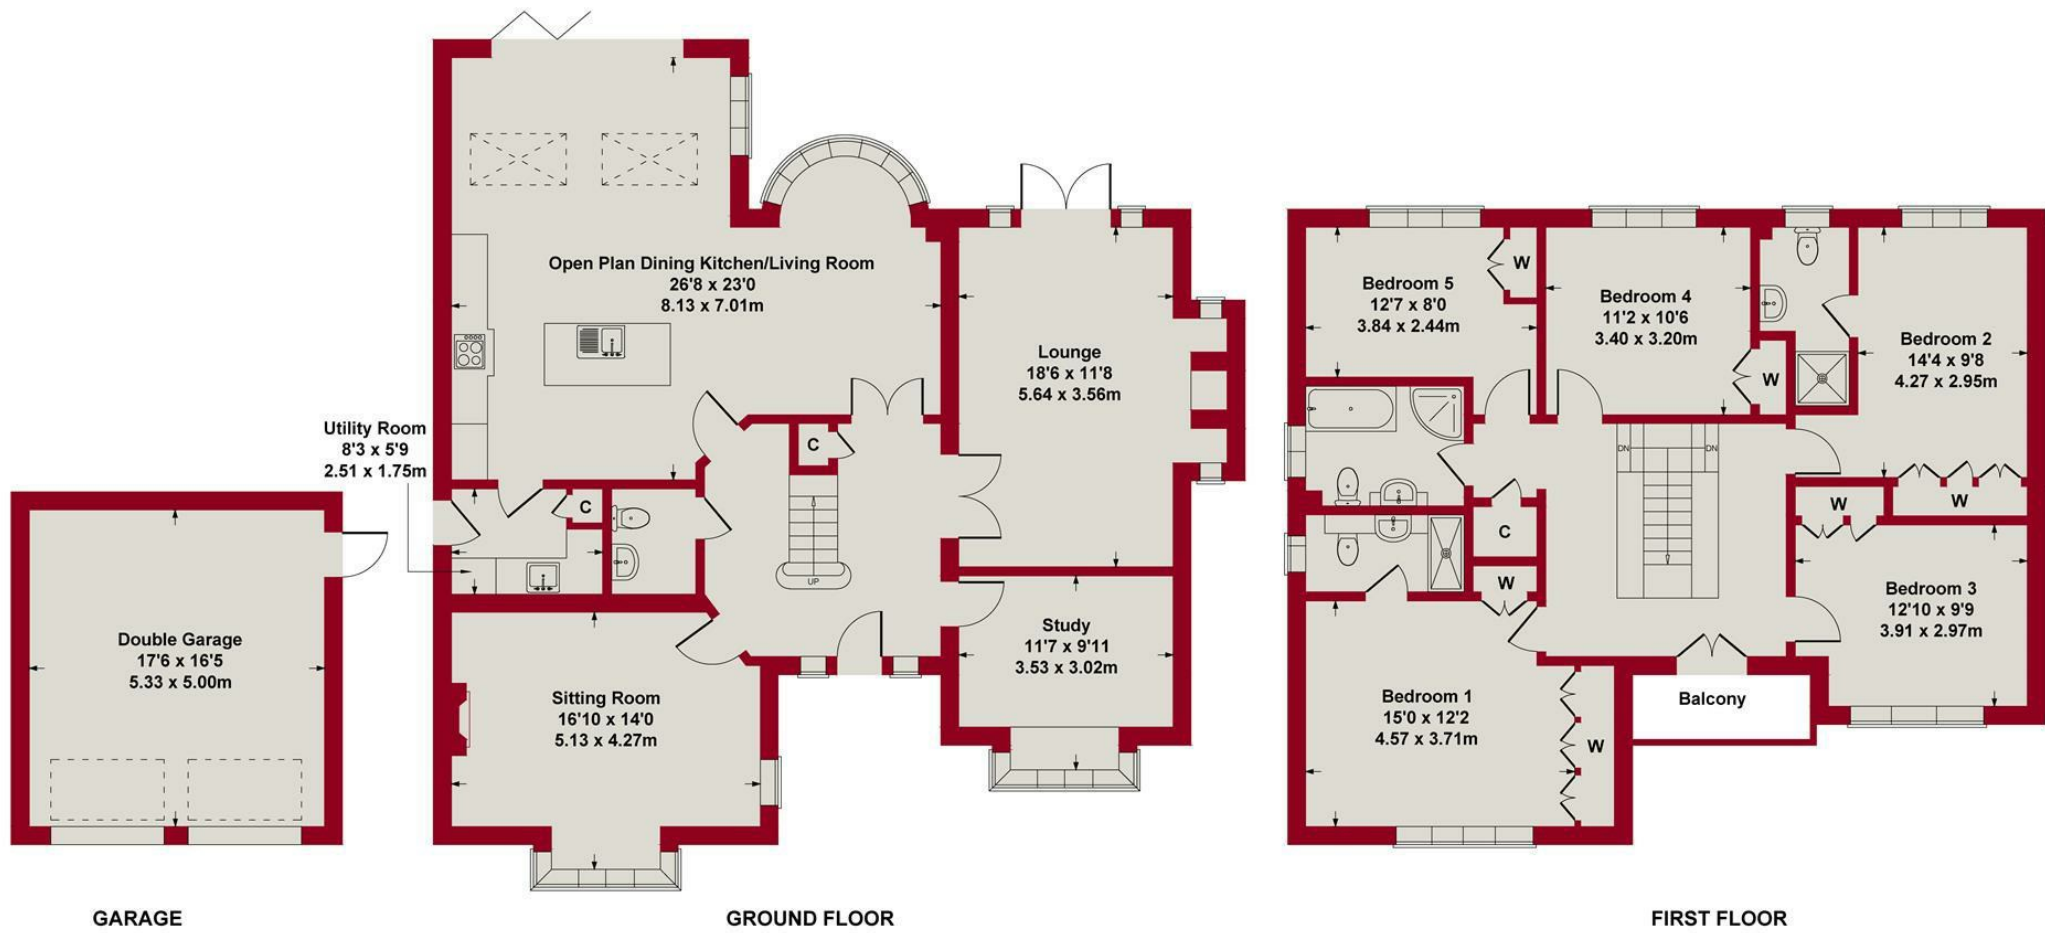 Open Plan Dining Kitchen/Living Room
26'8 x 23'0
8.13 x 7.01m
Utility Room
8'3 x 5'9
2.51 x 1.75m
C
C
UP
Lounge
18'6 x 11'8
5.64 x 3.56m
Study
11'7 x 9'11
3.53 x 3.02m
Sitting Room
16'10 x 14'0
5.13 x 4.27m
Double Garage
17'6 x 16'5
5.33 x 5.00m
Bedroom 5
12'7 x 8'0
3.84 x 2.44m
W
Bedroom 4
11'2 x 10'6
3.40 x 3.20m
W
Bedroom 2
14'4 x 9'8
4.27 x 2.95m
W
W
DN
DN
C
W
Bedroom 3
12'10 x 9'9
3.91 x 2.97m
Bedroom 1
15'0 x 12'2
4.57 x 3.71m
W
Balcony
GARAGE
GROUND FLOOR
FIRST FLOOR